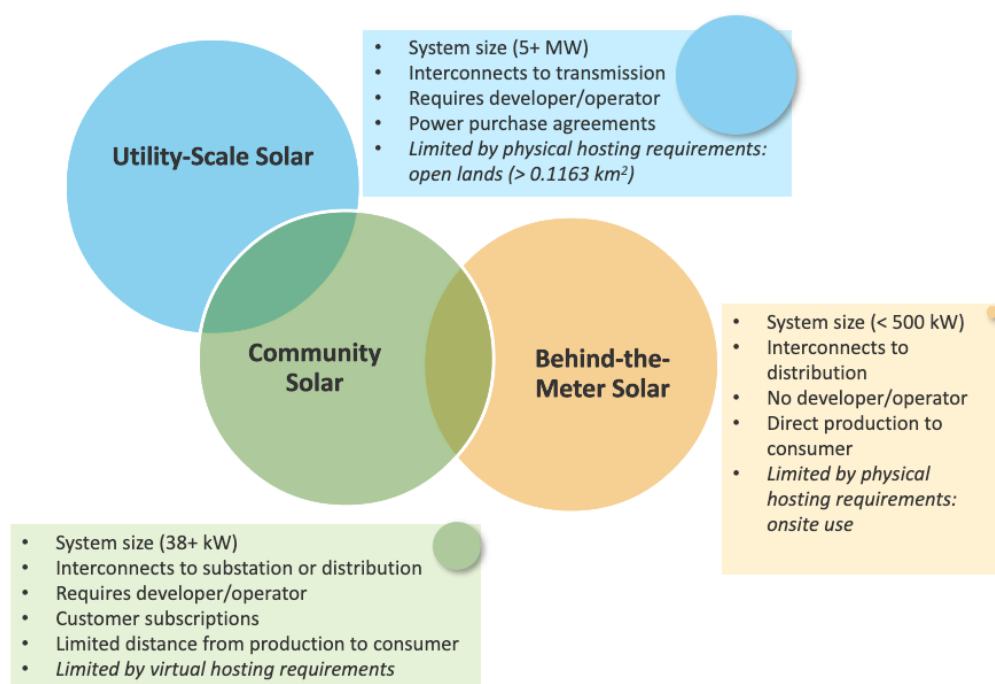 • System size (5+ MW)
• Interconnects to transmission
• Requires developer/operator
• Power purchase agreements
• Limited by physical hosting requirements:
open lands (> 0.1163 km²)
Utility-Scale Solar
Community
Solar
Behind-the-
Meter Solar
• System size (< 500 kW)
• Interconnects to
distribution
• No developer/operator
• Direct production to
consumer
• Limited by physical
hosting requirements:
onsite use
• System size (38+ kW)
• Interconnects to substation or distribution
• Requires developer/operator
• Customer subscriptions
• Limited distance from production to consumer
• Limited by virtual hosting requirements